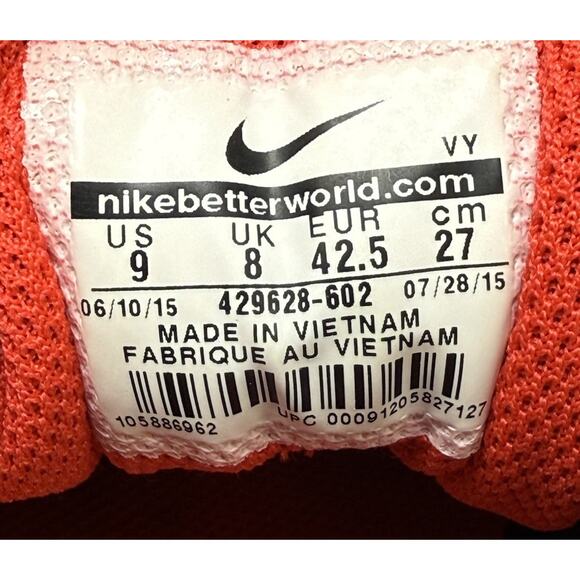 VY
nikebetterworld.com
US UK EUR cm
9 8 42.5 27
06/10/15 429628-602 07/28/15
MADE IN VIETNAM
FABRIQUE AU VIETNAM
105886962 UPC 00091205827127